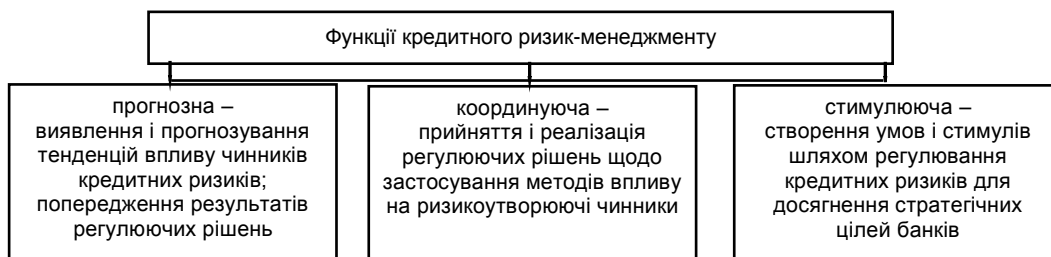 Функції кредитного ризик-менеджменту
прогнозна –
виявлення і прогнозування
тенденцій впливу чинників
кредитних ризиків;
попередження результатів
регулюючих рішень
координуюча –
прийняття і реалізація
регулюючих рішень щодо
застосування методів впливу
на ризикоутворюючі чинники
стимулююча –
створення умов і стимулів
шляхом регулювання
кредитних ризиків для
досягнення стратегічних
цілей банків